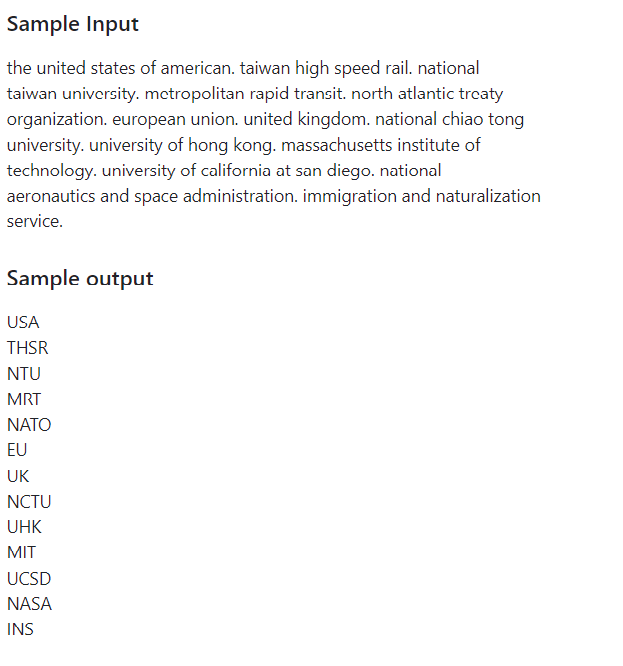 Sample Input
the united states of american. taiwan high speed rail. national
taiwan university. metropolitan rapid transit. north atlantic treaty
organization. european union. united kingdom. national chiao tong
university. university of hong kong. massachusetts institute of
technology. university of california at san diego. national
aeronautics and space administration. immigration and naturalization
service.
Sample output
USA
THSR
NTU
MRT
NATO
EU
UK
NCTU
UHK
MIT
UCSD
NASA
INS